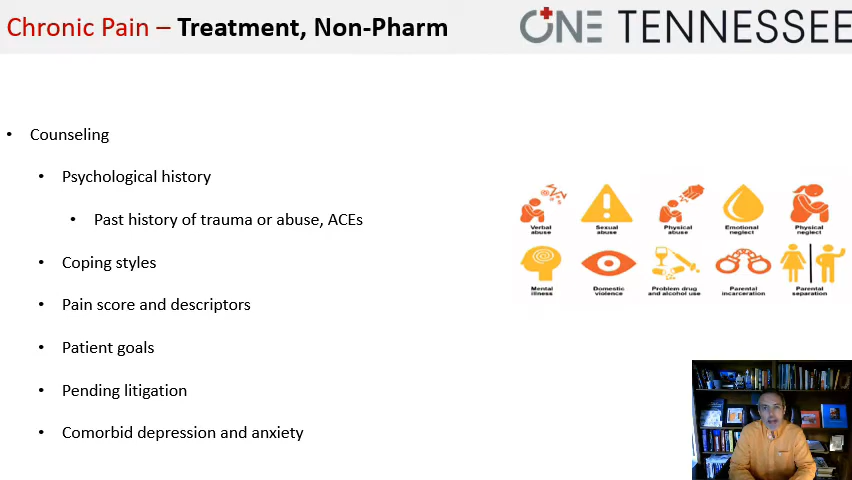 Chronic Pain – Treatment, Non-Pharm
ONE TENNESSEE
• Counseling
• Psychological history
• Past history of trauma or abuse, ACEs
• Coping styles
• Pain score and descriptors
• Patient goals
• Pending litigation
• Comorbid depression and anxiety
Verbal abuse
Sexual abuse
Physical abuse
Emotional neglect
Physical neglect
Mental illness
Domestic violence
Problem drug and alcohol use
Parental incarceration
Parental separation